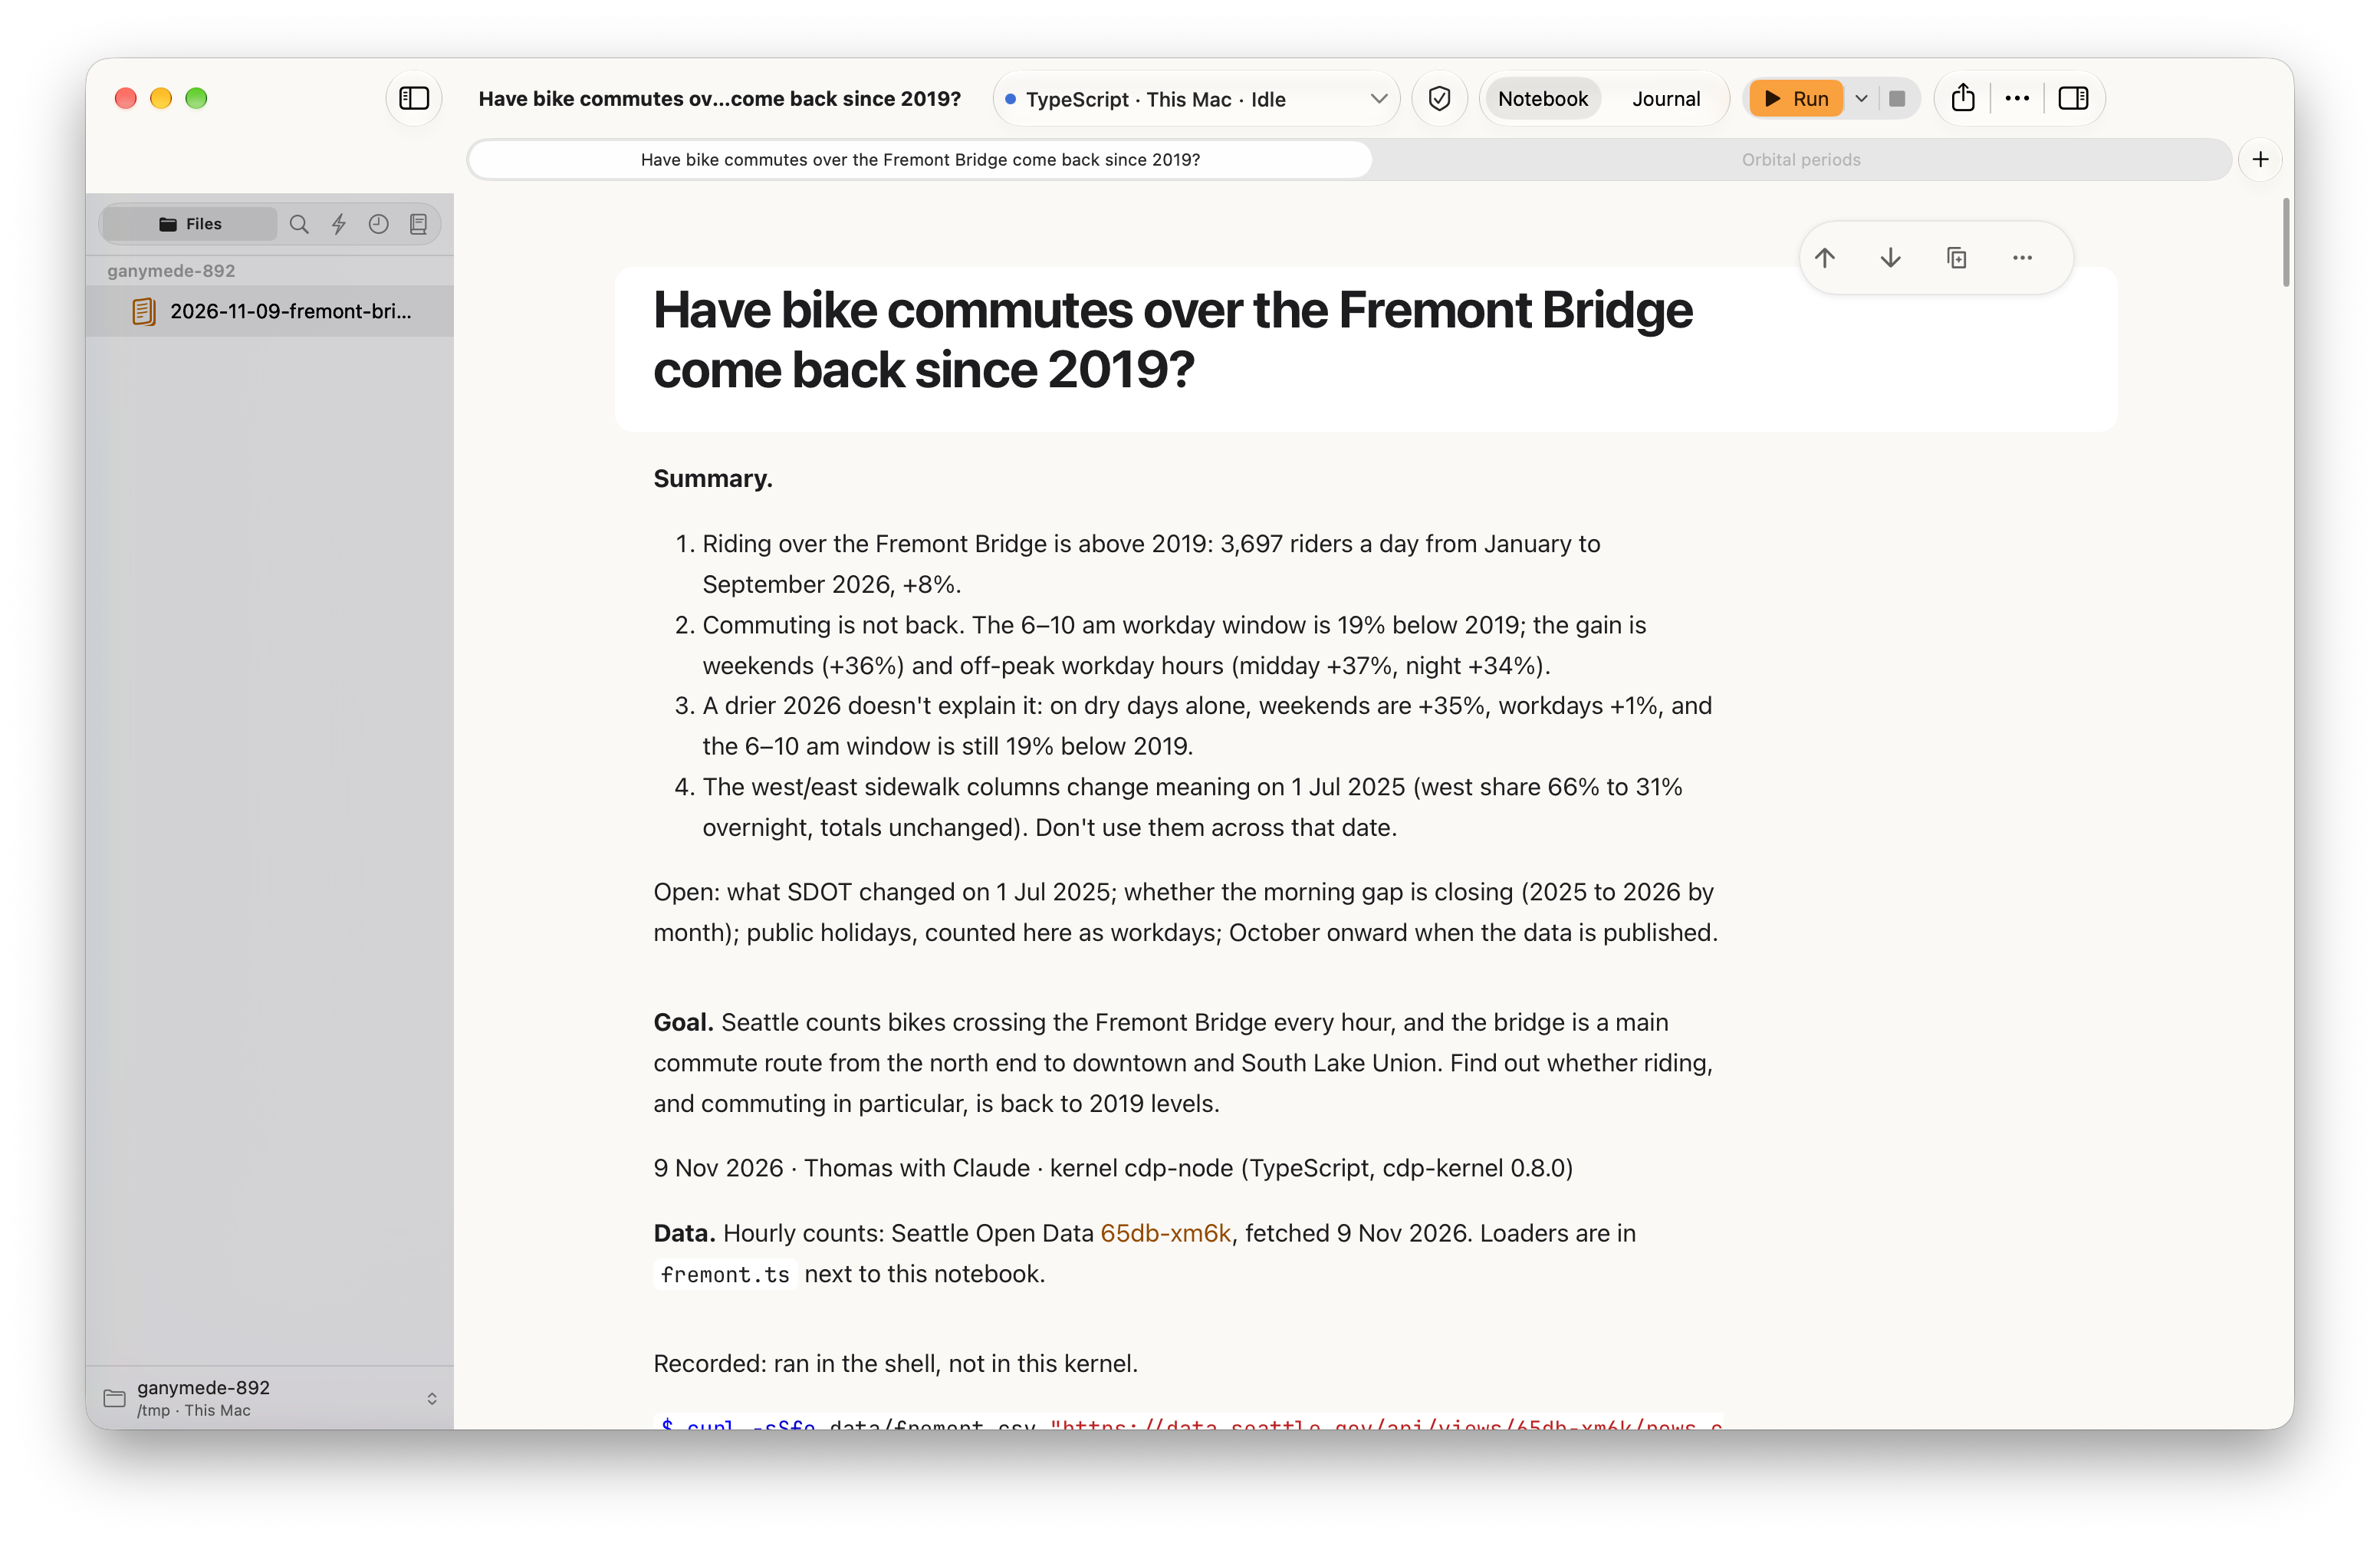 Have bike commutes ov...come back since 2019?
TypeScript · This Mac · Idle
Notebook
Journal
Run
Have bike commutes over the Fremont Bridge come back since 2019?
Orbital periods
Files
ganymede-892
2026-11-09-fremont-bri...
Have bike commutes over the Fremont Bridge
come back since 2019?
Summary.
1. Riding over the Fremont Bridge is above 2019: 3,697 riders a day from January to
September 2026, +8%.
2. Commuting is not back. The 6–10 am workday window is 19% below 2019; the gain is
weekends (+36%) and off-peak workday hours (midday +37%, night +34%).
3. A drier 2026 doesn't explain it: on dry days alone, weekends are +35%, workdays +1%, and
the 6–10 am window is still 19% below 2019.
4. The west/east sidewalk columns change meaning on 1 Jul 2025 (west share 66% to 31%
overnight, totals unchanged). Don't use them across that date.
Open: what SDOT changed on 1 Jul 2025; whether the morning gap is closing (2025 to 2026 by
month); public holidays, counted here as workdays; October onward when the data is published.
Goal. Seattle counts bikes crossing the Fremont Bridge every hour, and the bridge is a main
commute route from the north end to downtown and South Lake Union. Find out whether riding,
and commuting in particular, is back to 2019 levels.
9 Nov 2026 · Thomas with Claude · kernel cdp-node (TypeScript, cdp-kernel 0.8.0)
Data. Hourly counts: Seattle Open Data 65db-xm6k, fetched 9 Nov 2026. Loaders are in
fremont.ts next to this notebook.
Recorded: ran in the shell, not in this kernel.
$ curl -sSfo data/fremont.csv "https://data.seattle.gov/api/views/65db-xm6k/rows.c
ganymede-892
/tmp · This Mac